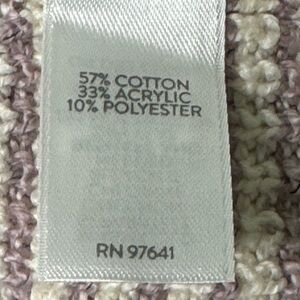 57% COTTON
33% ACRYLIC
10% POLYESTER
RN 97641